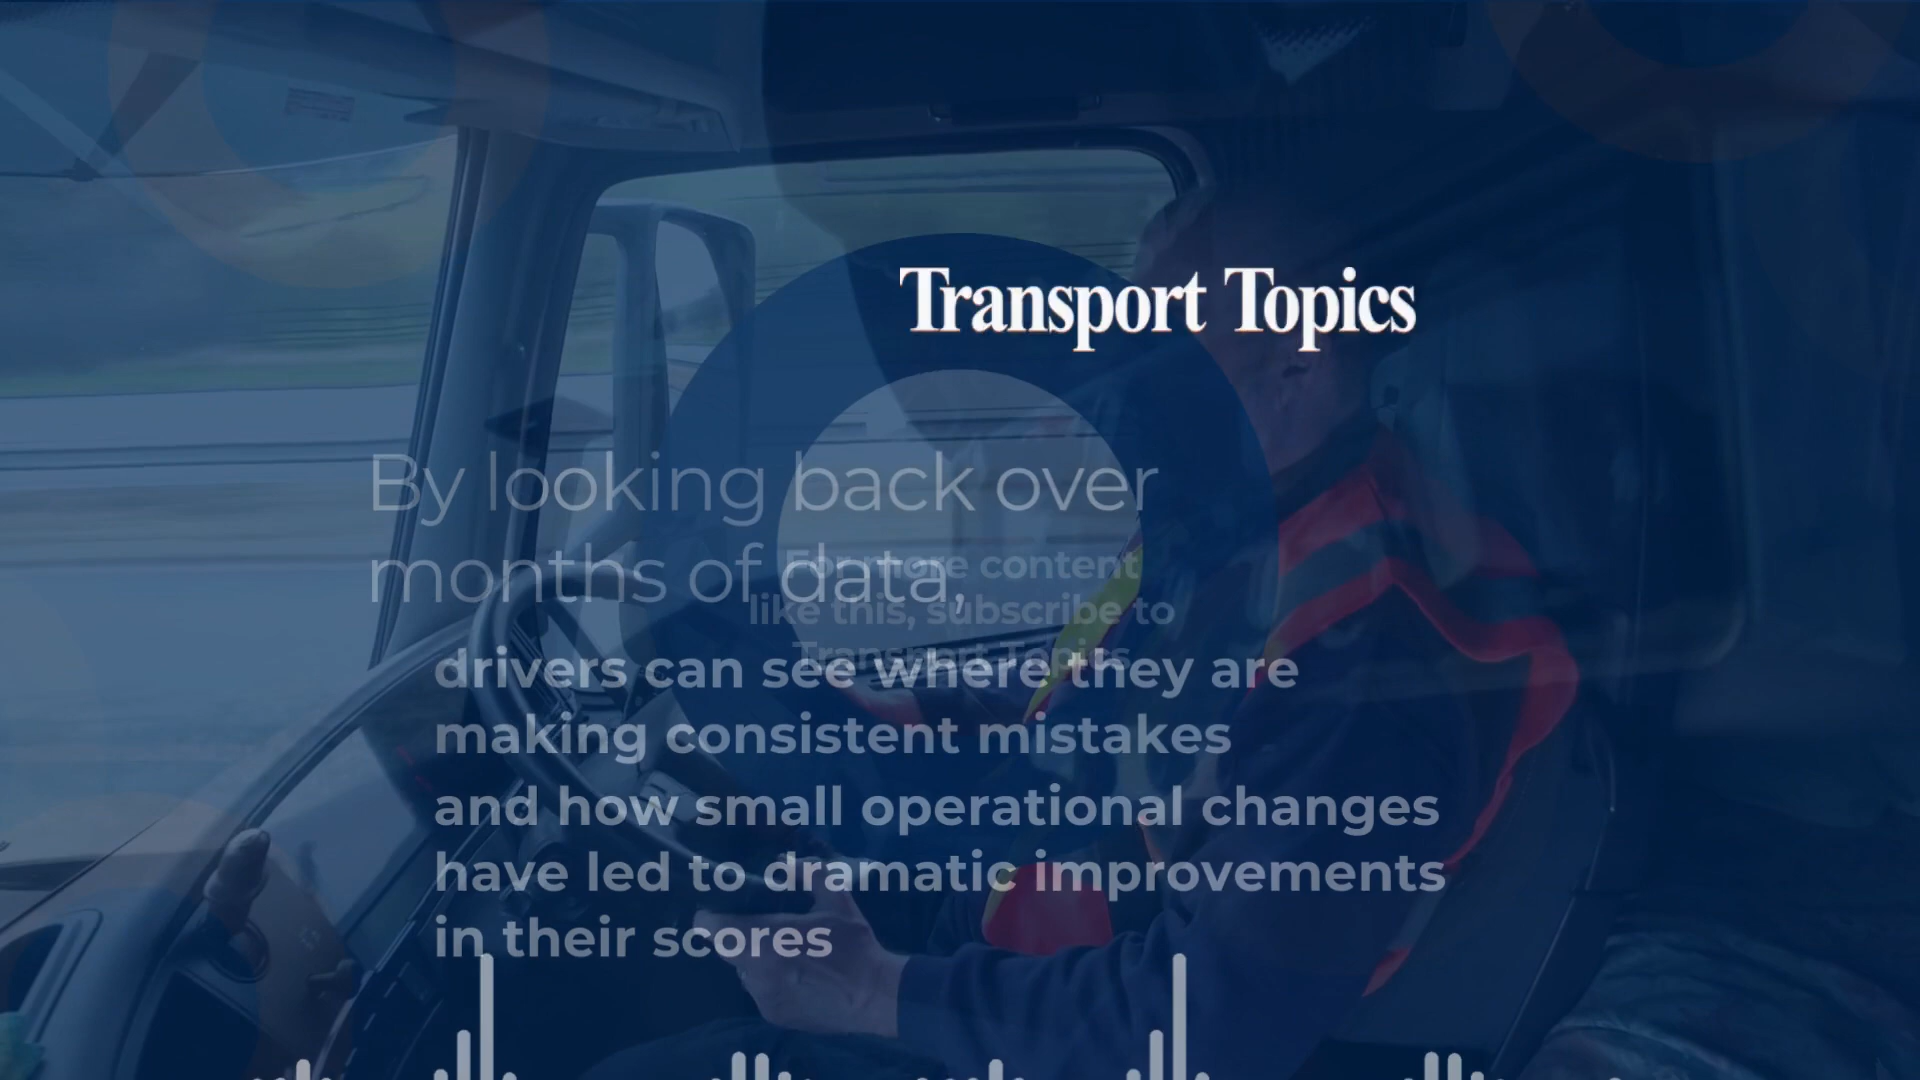 Transport Topics
By looking back over
months of data,
For more content
like this, subscribe to
Transport Topics
drivers can see where they are
making consistent mistakes
and how small operational changes
have led to dramatic improvements
in their scores